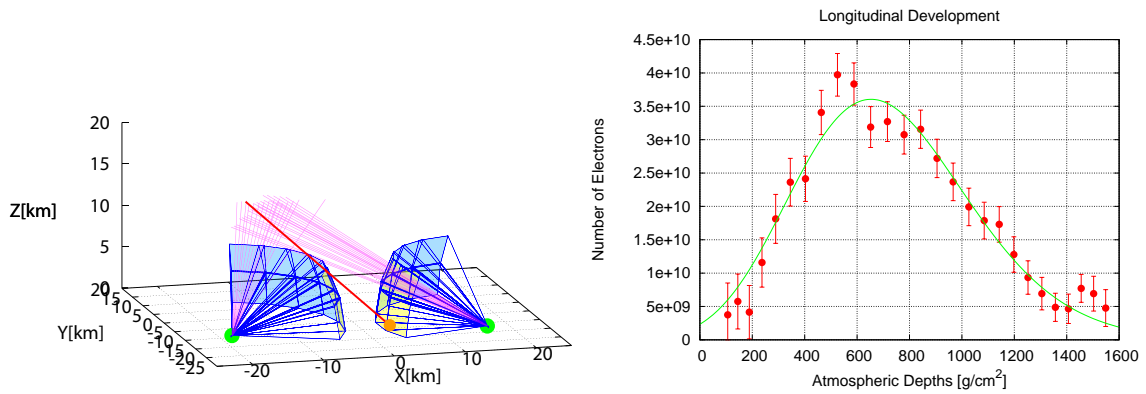 20
15
10
5
0
Z[km]
20
15
10
5
0
-5
-10
-15
-20
-25
Y[km]
-20
-10
0
10
20
X[km]
Longitudinal Development
4.5e+10
4e+10
3.5e+10
3e+10
2.5e+10
2e+10
1.5e+10
1e+10
5e+09
0
Number of Electrons
0 200 400 600 800 1000 1200 1400 1600
Atmospheric Depths [g/cm2]